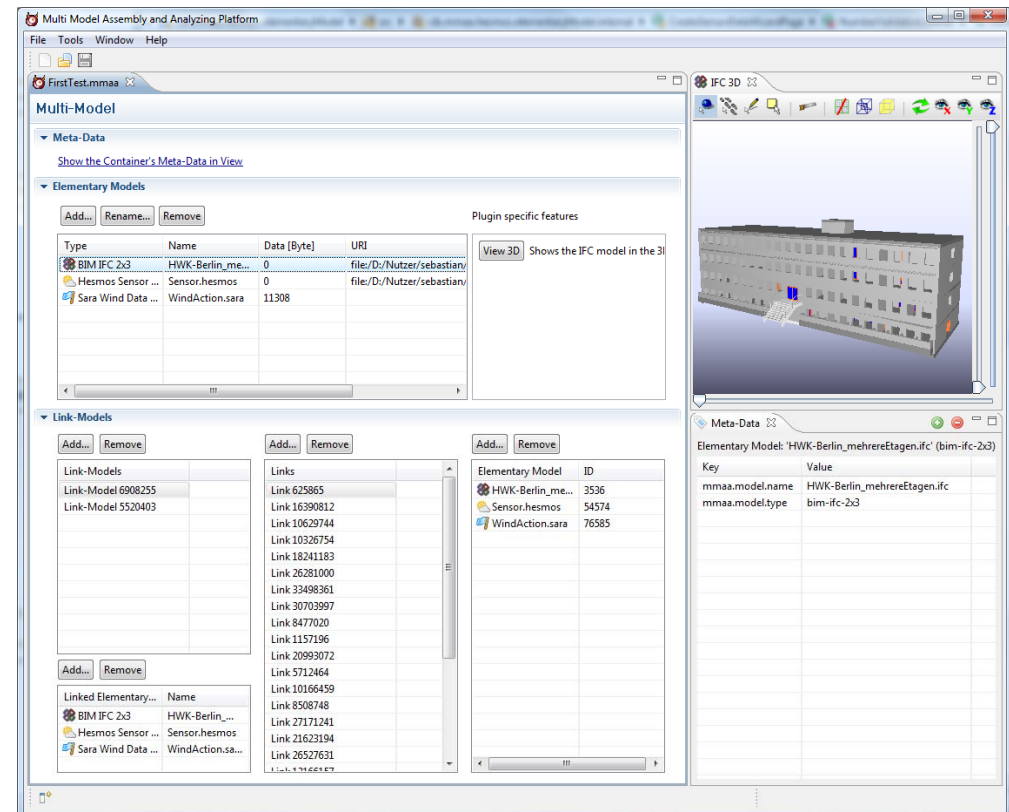 Multi Model Assembly and Analyzing Platform
File Tools Window Help
FirstTest.mmaa
Multi-Model
Meta-Data
Show the Container's Meta-Data in View
Elementary Models
Add... Rename... Remove
Plugin specific features
Type Name Data [Byte] URI
BIM IFC 2x3 HWK-Berlin_me... 0 file:/D:/Nutzer/sebastian/
Hesmos Sensor ... Sensor.hesmos 0 file:/D:/Nutzer/sebastian/
Sara Wind Data ... WindAction.sara 11308
View 3D Shows the IFC model in the 3
Link-Models
Add... Remove
Link-Models
Link-Model 6908255
Link-Model 5520403
Add... Remove
Linked Elementary... Name
BIM IFC 2x3 HWK-Berlin_...
Hesmos Sensor ... Sensor.hesmos
Sara Wind Data ... WindAction.sa...
Add... Remove
Links
Link 625865
Link 16390812
Link 10629744
Link 10326754
Link 18241183
Link 26281000
Link 33498361
Link 30703997
Link 8477020
Link 1157196
Link 20993072
Link 5712464
Link 10166459
Link 8508748
Link 27171241
Link 21623194
Link 26527631
Add... Remove
Elementary Model ID
HWK-Berlin_me... 3536
Sensor.hesmos 54574
WindAction.sara 76585
IFC 3D
X Y Z
Meta-Data
Elementary Model: 'HWK-Berlin_mehrereEtagen.ifc' (bim-ifc-2x3)
Key Value
mmaa.model.name HWK-Berlin_mehrereEtagen.ifc
mmaa.model.type bim-ifc-2x3